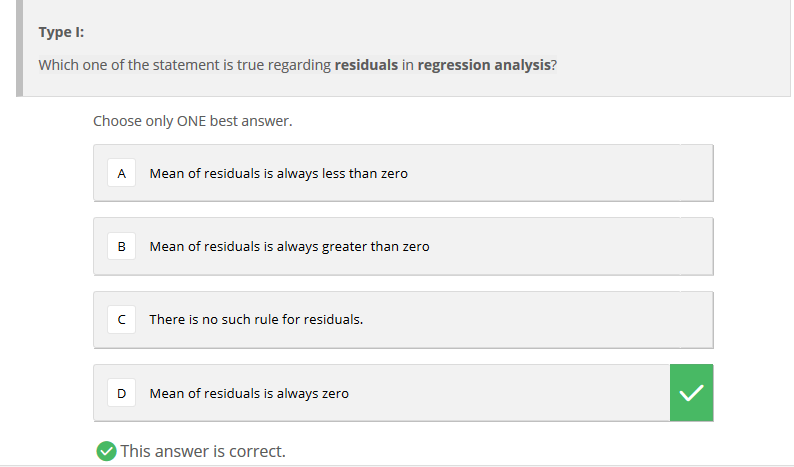 Type I:
Which one of the statement is true regarding residuals in regression analysis?
Choose only ONE best answer.
A Mean of residuals is always less than zero
B Mean of residuals is always greater than zero
C There is no such rule for residuals.
D Mean of residuals is always zero
This answer is correct.